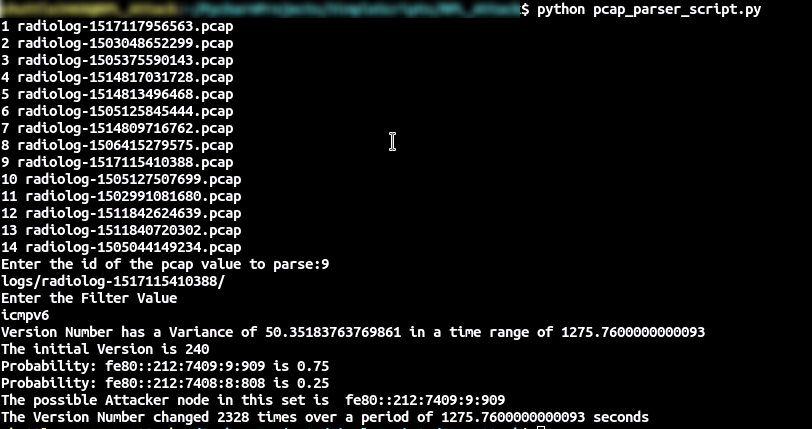 $ python pcap_parser_script.py
1 radiolog-1517117956563.pcap
2 radiolog-1503048652299.pcap
3 radiolog-1505375590143.pcap
4 radiolog-1514817031728.pcap
5 radiolog-1514813496468.pcap
6 radiolog-1505125845444.pcap
7 radiolog-1514809716762.pcap
8 radiolog-1506415279575.pcap
9 radiolog-1517115410388.pcap
10 radiolog-1505127507699.pcap
11 radiolog-1502991081680.pcap
12 radiolog-1511842624639.pcap
13 radiolog-1511840720302.pcap
14 radiolog-1505044149234.pcap
Enter the id of the pcap value to parse:9
logs/radiolog-1517115410388/
Enter the Filter Value
icmpv6
Version Number has a Variance of 50.35183763769861 in a time range of 1275.7600000000093
The initial Version is 240
Probability: fe80::212:7409:9:909 is 0.75
Probability: fe80::212:7408:8:808 is 0.25
The possible Attacker node in this set is  fe80::212:7409:9:909
The Version Number changed 2328 times over a period of 1275.7600000000093 seconds